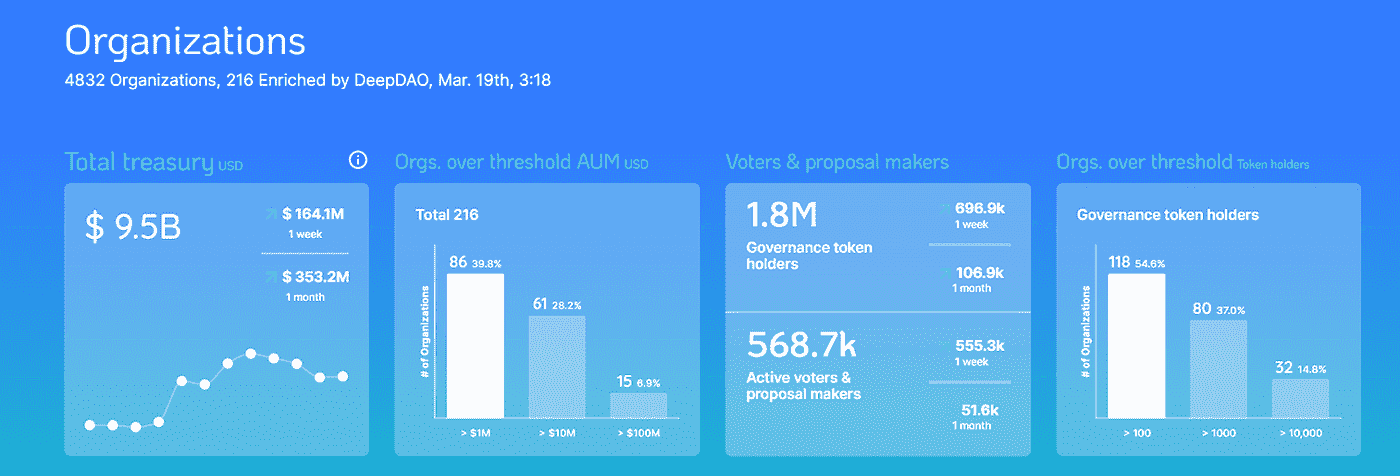 Organizations
4832 Organizations, 216 Enriched by DeepDAO, Mar. 19th, 3:18
Total treasury USD
$ 9.5B
$ 164.1M
1 week
$ 353.2M
1 month
Orgs. over threshold AUM USD
Total 216
# of Organizations
86 39.8%
61 28.2%
15 6.9%
> $1M
> $10M
> $100M
Voters & proposal makers
1.8M
Governance token
holders
696.9k
1 week
106.9k
1 month
568.7k
Active voters &
proposal makers
555.3k
1 week
51.6k
1 month
Orgs. over threshold Token holders
Governance token holders
# of Organizations
118 54.6%
80 37.0%
32 14.8%
> 100
> 1000
> 10,000